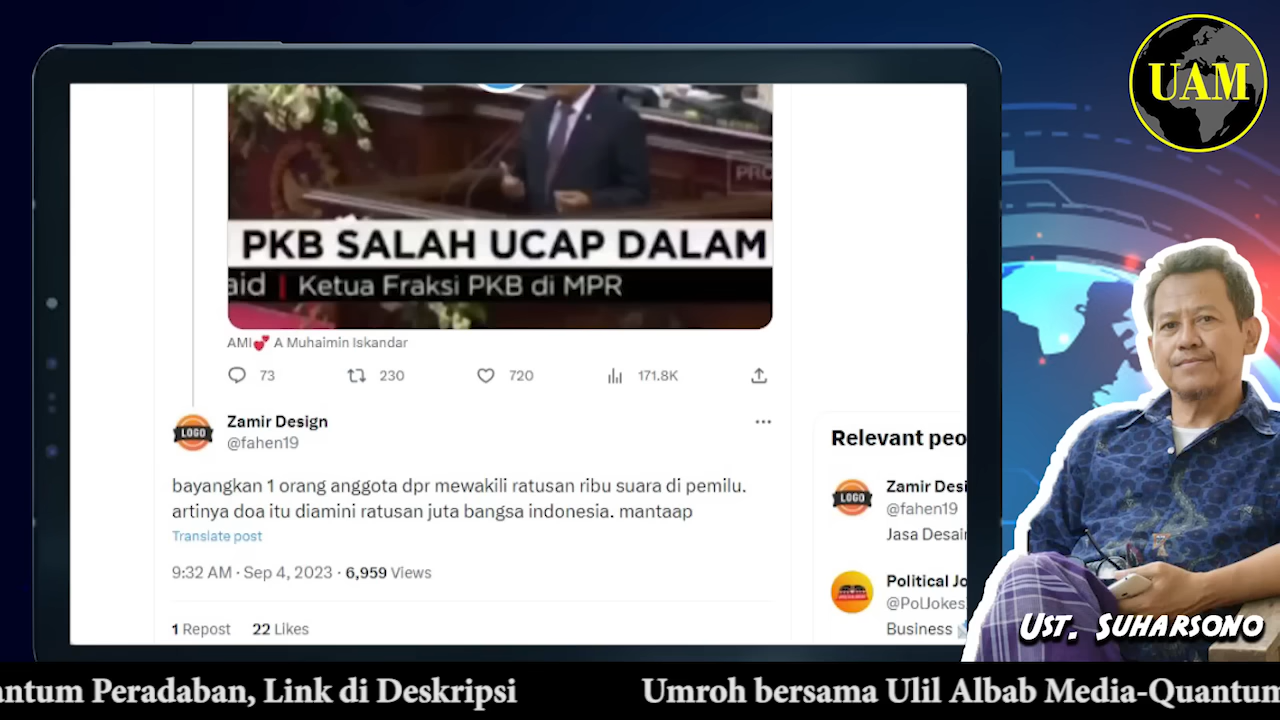 UAM
PRO
PKB SALAH UCAP DALAM
aid | Ketua Fraksi PKB di MPR
AMI💕 A Muhaimin Iskandar
73 230 720 171.8K
LOGO
Zamir Design
@fahen19
bayangkan 1 orang anggota dpr mewakili ratusan ribu suara di pemilu.
artinya doa itu diamini ratusan juta bangsa indonesia. mantaap
Translate post
9:32 AM · Sep 4, 2023 · 6,959 Views
1 Repost 22 Likes
Relevant peo
LOGO
Zamir Desi
@fahen19
Jasa Desain
Political Jo
@PolJokes
Business
UST. SUHARSONO
antum Peradaban, Link di Deskripsi Umroh bersama Ulil Albab Media-Quantum